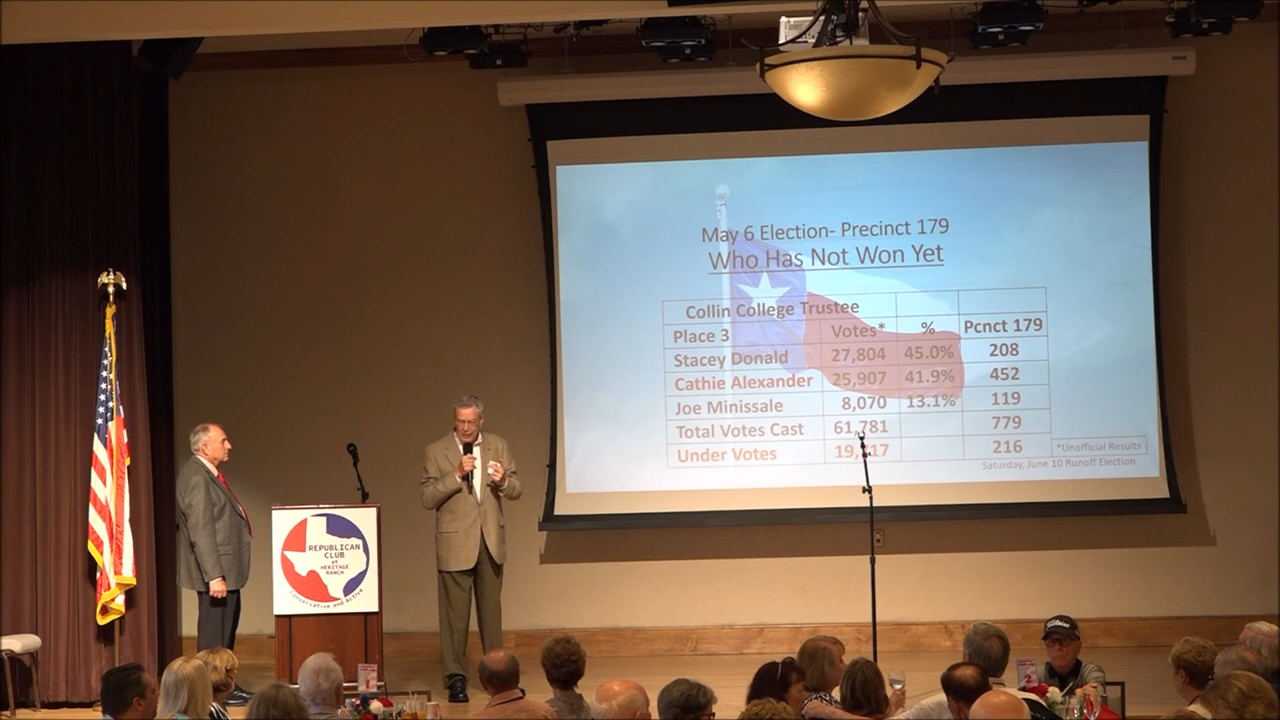 May 6 Election- Precinct 179
Who Has Not Won Yet
Collin College Trustee
Place 3 Votes* % Pcnct 179
Stacey Donald 27,804 45.0% 208
Cathie Alexander 25,907 41.9% 452
Joe Minissale 8,070 13.1% 119
Total Votes Cast 61,781 779
Under Votes 216
*Unofficial Results
Saturday, June 10 Runoff Election
REPUBLICAN
CLUB
at
HERITAGE
RANCH
Conservative and Active
Titleist
2